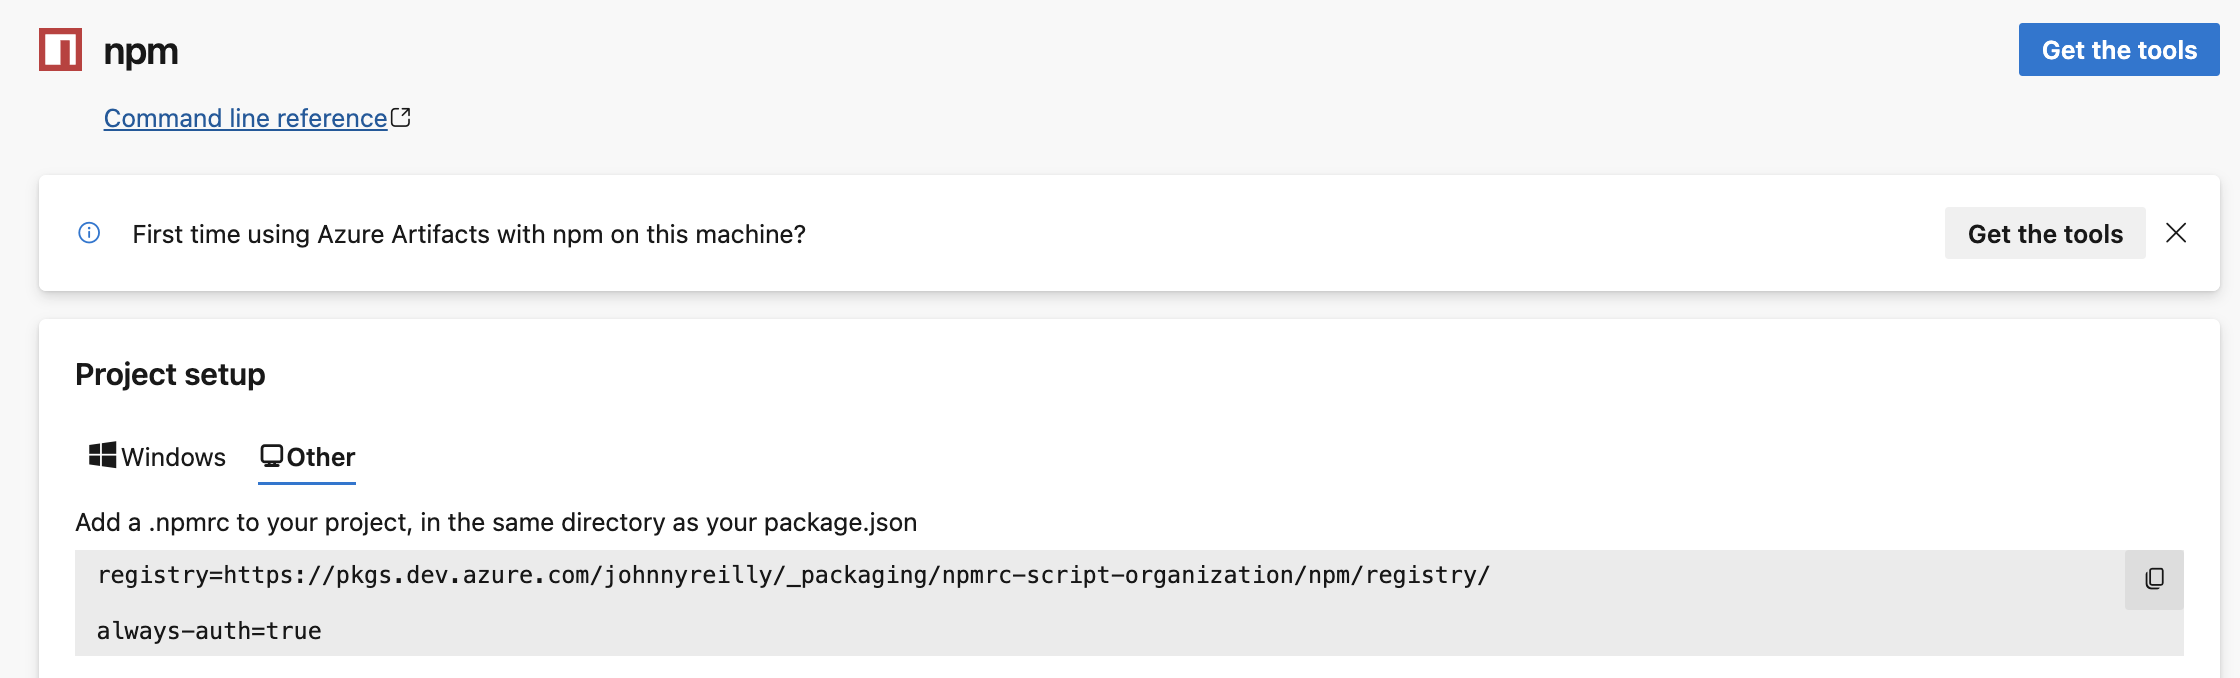 npm
Get the tools
Command line reference
First time using Azure Artifacts with npm on this machine?
Get the tools
Project setup
Windows
Other
Add a .npmrc to your project, in the same directory as your package.json
registry=https://pkgs.dev.azure.com/johnnyreilly/_packaging/npmrc-script-organization/npm/registry/
always-auth=true